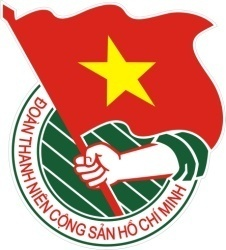 ĐOÀN THANH NIÊN CỘNG SẢN HỒ CHÍ MINH